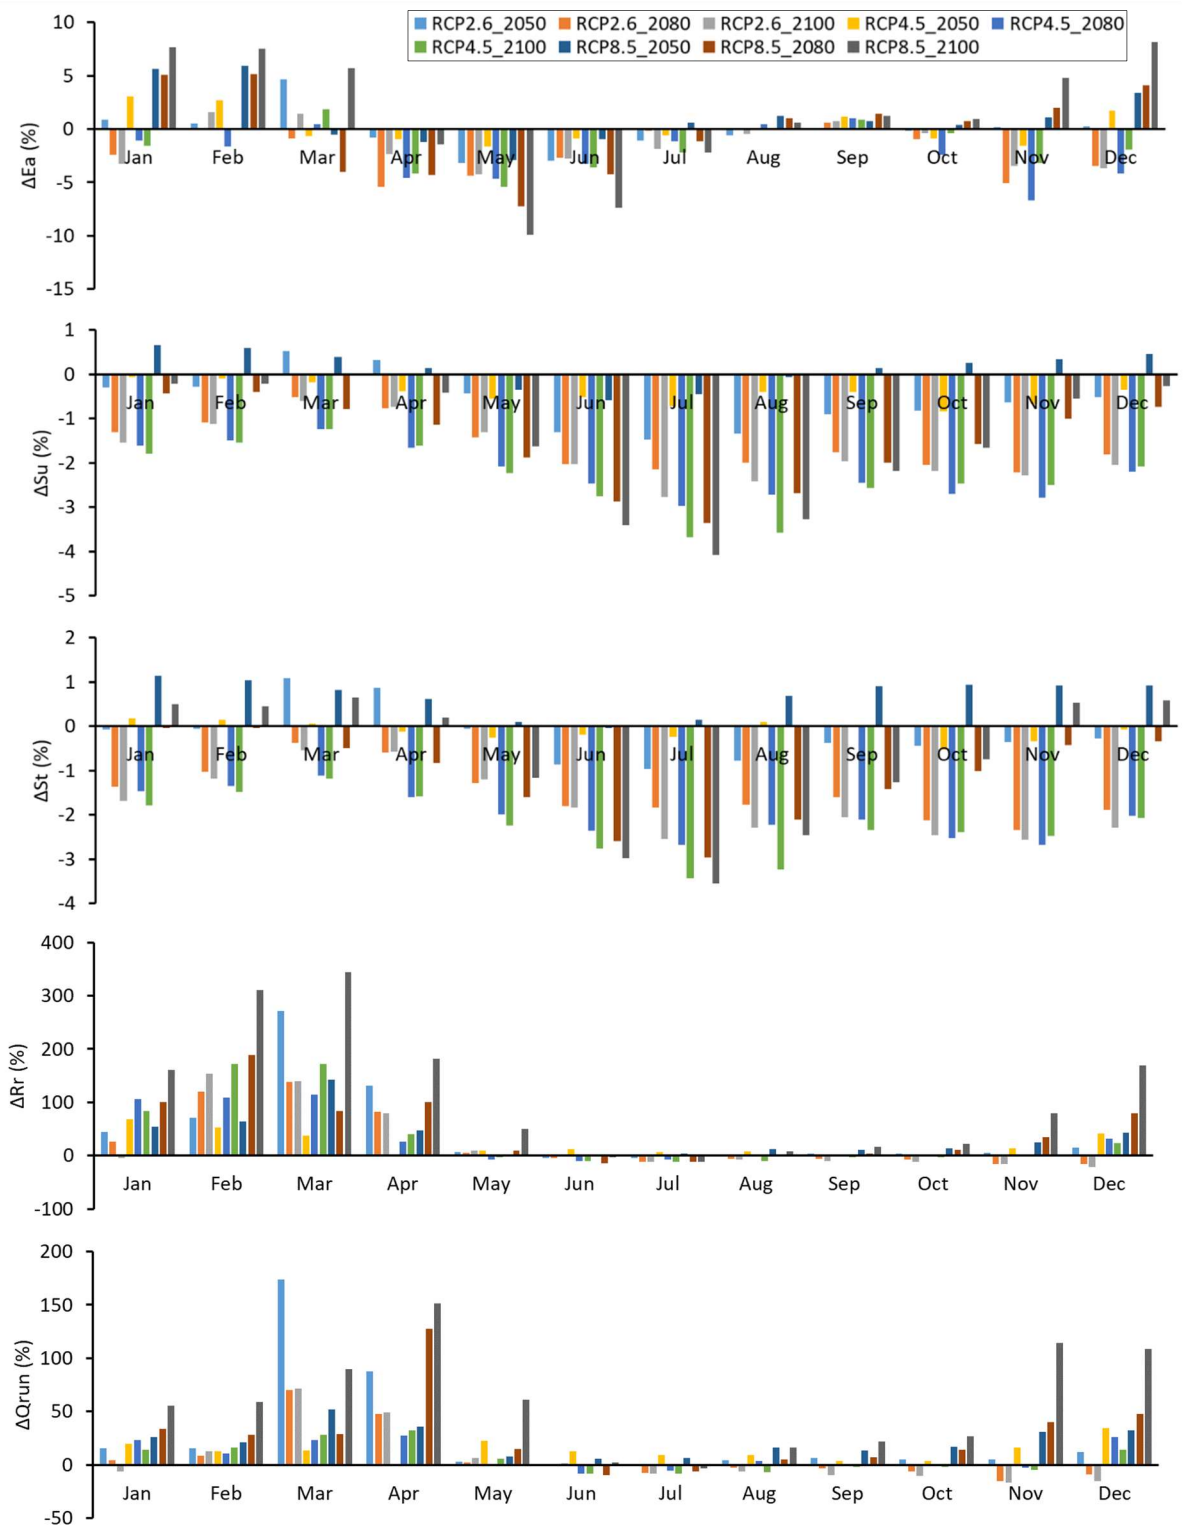 RCP2.6_2050 RCP2.6_2080 RCP2.6_2100 RCP4.5_2050 RCP4.5_2080
RCP4.5_2100 RCP8.5_2050 RCP8.5_2080 RCP8.5_2100
ΔEa (%)
10
5
0
-5
-10
-15
Jan Feb Mar Apr May Jun Jul Aug Sep Oct Nov Dec
ΔSu (%)
1
0
-1
-2
-3
-4
-5
Jan Feb Mar Apr May Jun Jul Aug Sep Oct Nov Dec
ΔSt (%)
2
1
0
-1
-2
-3
-4
Jan Feb Mar Apr May Jun Jul Aug Sep Oct Nov Dec
ΔRr (%)
400
300
200
100
0
-100
Jan Feb Mar Apr May Jun Jul Aug Sep Oct Nov Dec
ΔQrun (%)
200
150
100
50
0
-50
Jan Feb Mar Apr May Jun Jul Aug Sep Oct Nov Dec